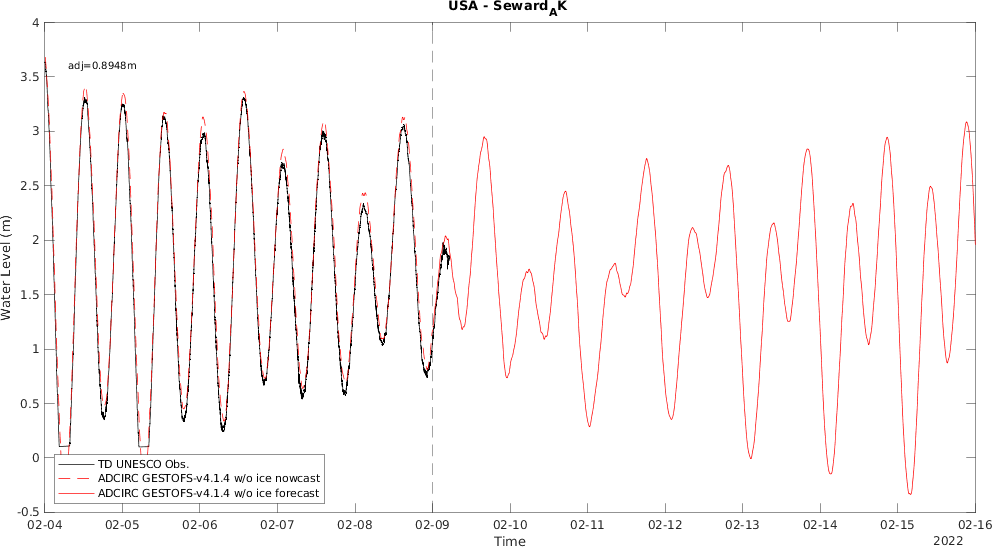 USA - Seward_AK
4
3.5
3
2.5
2
1.5
1
0.5
0
-0.5
Water Level (m)
adj=0.8948m
TD UNESCO Obs.
ADCIRC GESTOFS-v4.1.4 w/o ice nowcast
ADCIRC GESTOFS-v4.1.4 w/o ice forecast
02-04 02-05 02-06 02-07 02-08 02-09 02-10 02-11 02-12 02-13 02-14 02-15 02-16
Time
2022